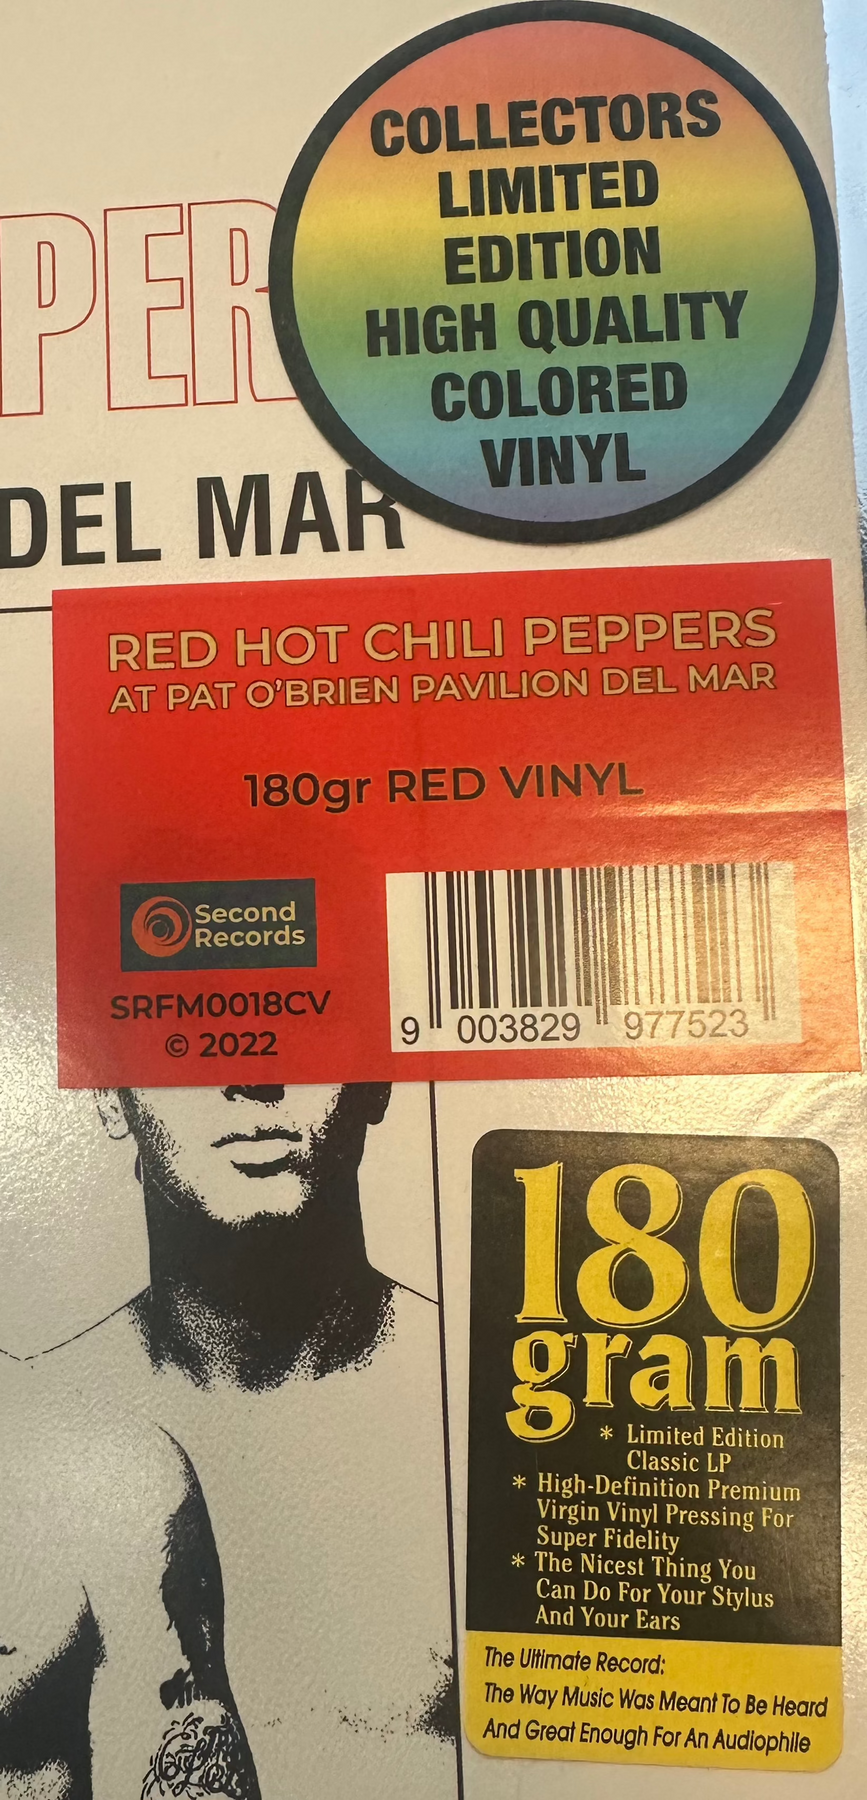 COLLECTORS
LIMITED
EDITION
HIGH QUALITY
COLORED
VINYL
PER
DEL MAR
RED HOT CHILI PEPPERS
AT PAT O'BRIEN PAVILION DEL MAR
180gr RED VINYL
Second
Records
SRFM0018CV
© 2022
9 003829 977523
180
gram
* Limited Edition
Classic LP
* High-Definition Premium
Virgin Vinyl Pressing For
Super Fidelity
* The Nicest Thing You
Can Do For Your Stylus
And Your Ears
The Ultimate Record:
The Way Music Was Meant To Be Heard
And Great Enough For An Audiophile